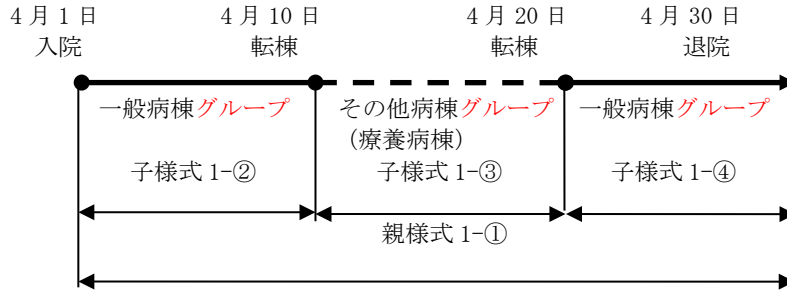 4月1日 4月10日 4月20日 4月30日
入院 転棟 転棟 退院
一般病棟グループ その他病棟グループ 一般病棟グループ
（療養病棟）
子様式 1-② 子様式 1-③ 子様式 1-④
親様式 1-①